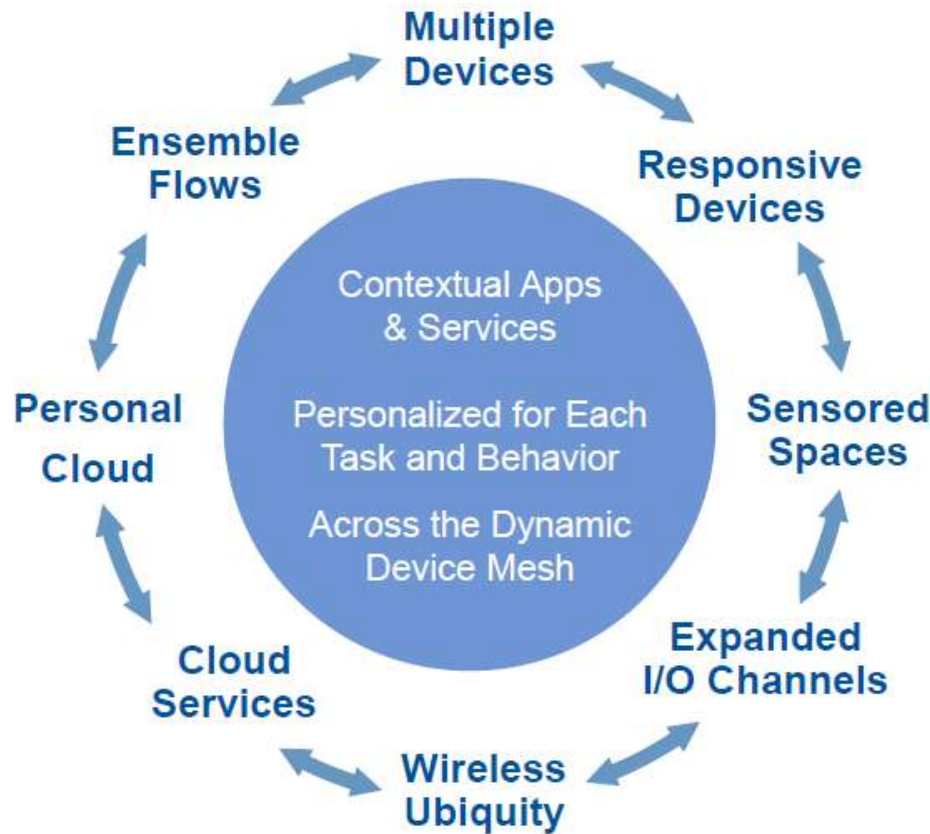 Multiple
Devices
Ensemble
Flows
Responsive
Devices
Contextual Apps
& Services
Personal
Cloud
Personalized for Each
Task and Behavior
Sensored
Spaces
Across the Dynamic
Device Mesh
Cloud
Services
Expanded
I/O Channels
Wireless
Ubiquity